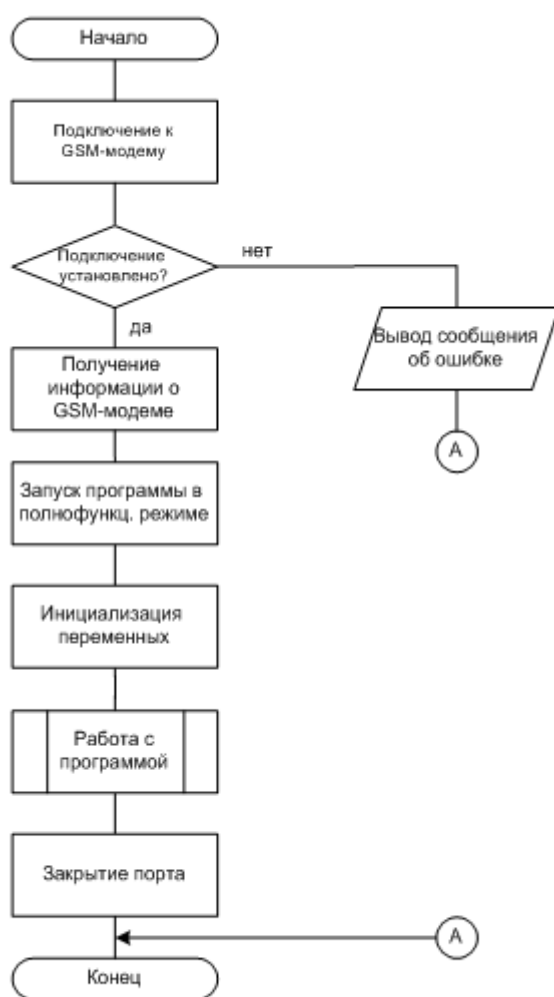 Начало
Подключение к
GSM-модему
Подключение
установлено?
нет
да
Вывод сообщения
об ошибке
Получение
информации о
GSM-модеме
А
Запуск программы в
полнофункц. режиме
Инициализация
переменных
Работа с
программой
Закрытие порта
А
Конец